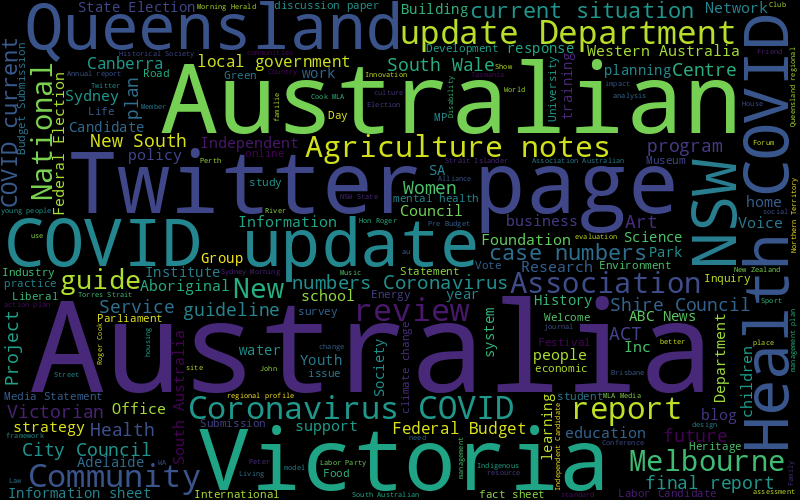 State Election
Morning Herald
discussion paper
Building
current situation
Network
Club
Queensland
update Department
Development
response
Western Australia
Canberra
Historical Society
local government
South Wale
planning
Centre
Annual report
Road
Green
work
Innovation
Show
University
training
COVID current
Budget Submission
National
Sydney
plan
Twitter
Country
Cook MLA
culture
Tasmania
World
Disability
impact
analysis
House
Friend
Life
Member
familie
Day
Election
MP
Australian
Candidate
Federal Election
New South
Independent
Agriculture notes
program
Forum
COVID
Queensland regional
policy
online
Perth
Strait Islander
Association Australian
SA
Alliance
Museum
Twitter page
study
Women
mental health
NSW
home
social
Northern Territory
young people
River
NSW State
Hon Roger
Council
business
Art
Voice
Information
Pre Budget
Foundation
Science
COVID update
use
au
case numbers
Park
Group
Sydney Morning
Music
Statement
Vote
Research
Environment
New Zealand
evaluation
Industry
practice
guide
Institute
numbers Coronavirus
Association
Inquiry
Sport
Liberal
Torres Strait
Aboriginal
New
school
Energy
year
History
Shire Council
action plan
Service
guideline
survey
review
journal
Welcome
ABC News
place
management plan
Project
Parliament
Roger Cook
housing
change
climate change
system
Festival
ACT
better
Australia
water
Youth
issue
Society
people
economic
Inc
Department
children
Health
Street
site
John
Brisbane
Media Statement
regional profile
student
MLA Media
Victorian
Office
South Australia
Coronavirus COVID
report
blog
design
strategy
Health
Submission
support
Federal Budget
learning
Independent Candidate
education
future
framework
City Council
Peter
model
need
Conference
Heritage
Law
Adelaide
WA
Living
Labor Party
Food
Victoria
management
Indigenous
resource
Melbourne
Family
Community
final report
Information sheet
International
South Australian
fact sheet
standard
Labor Candidate
assessment